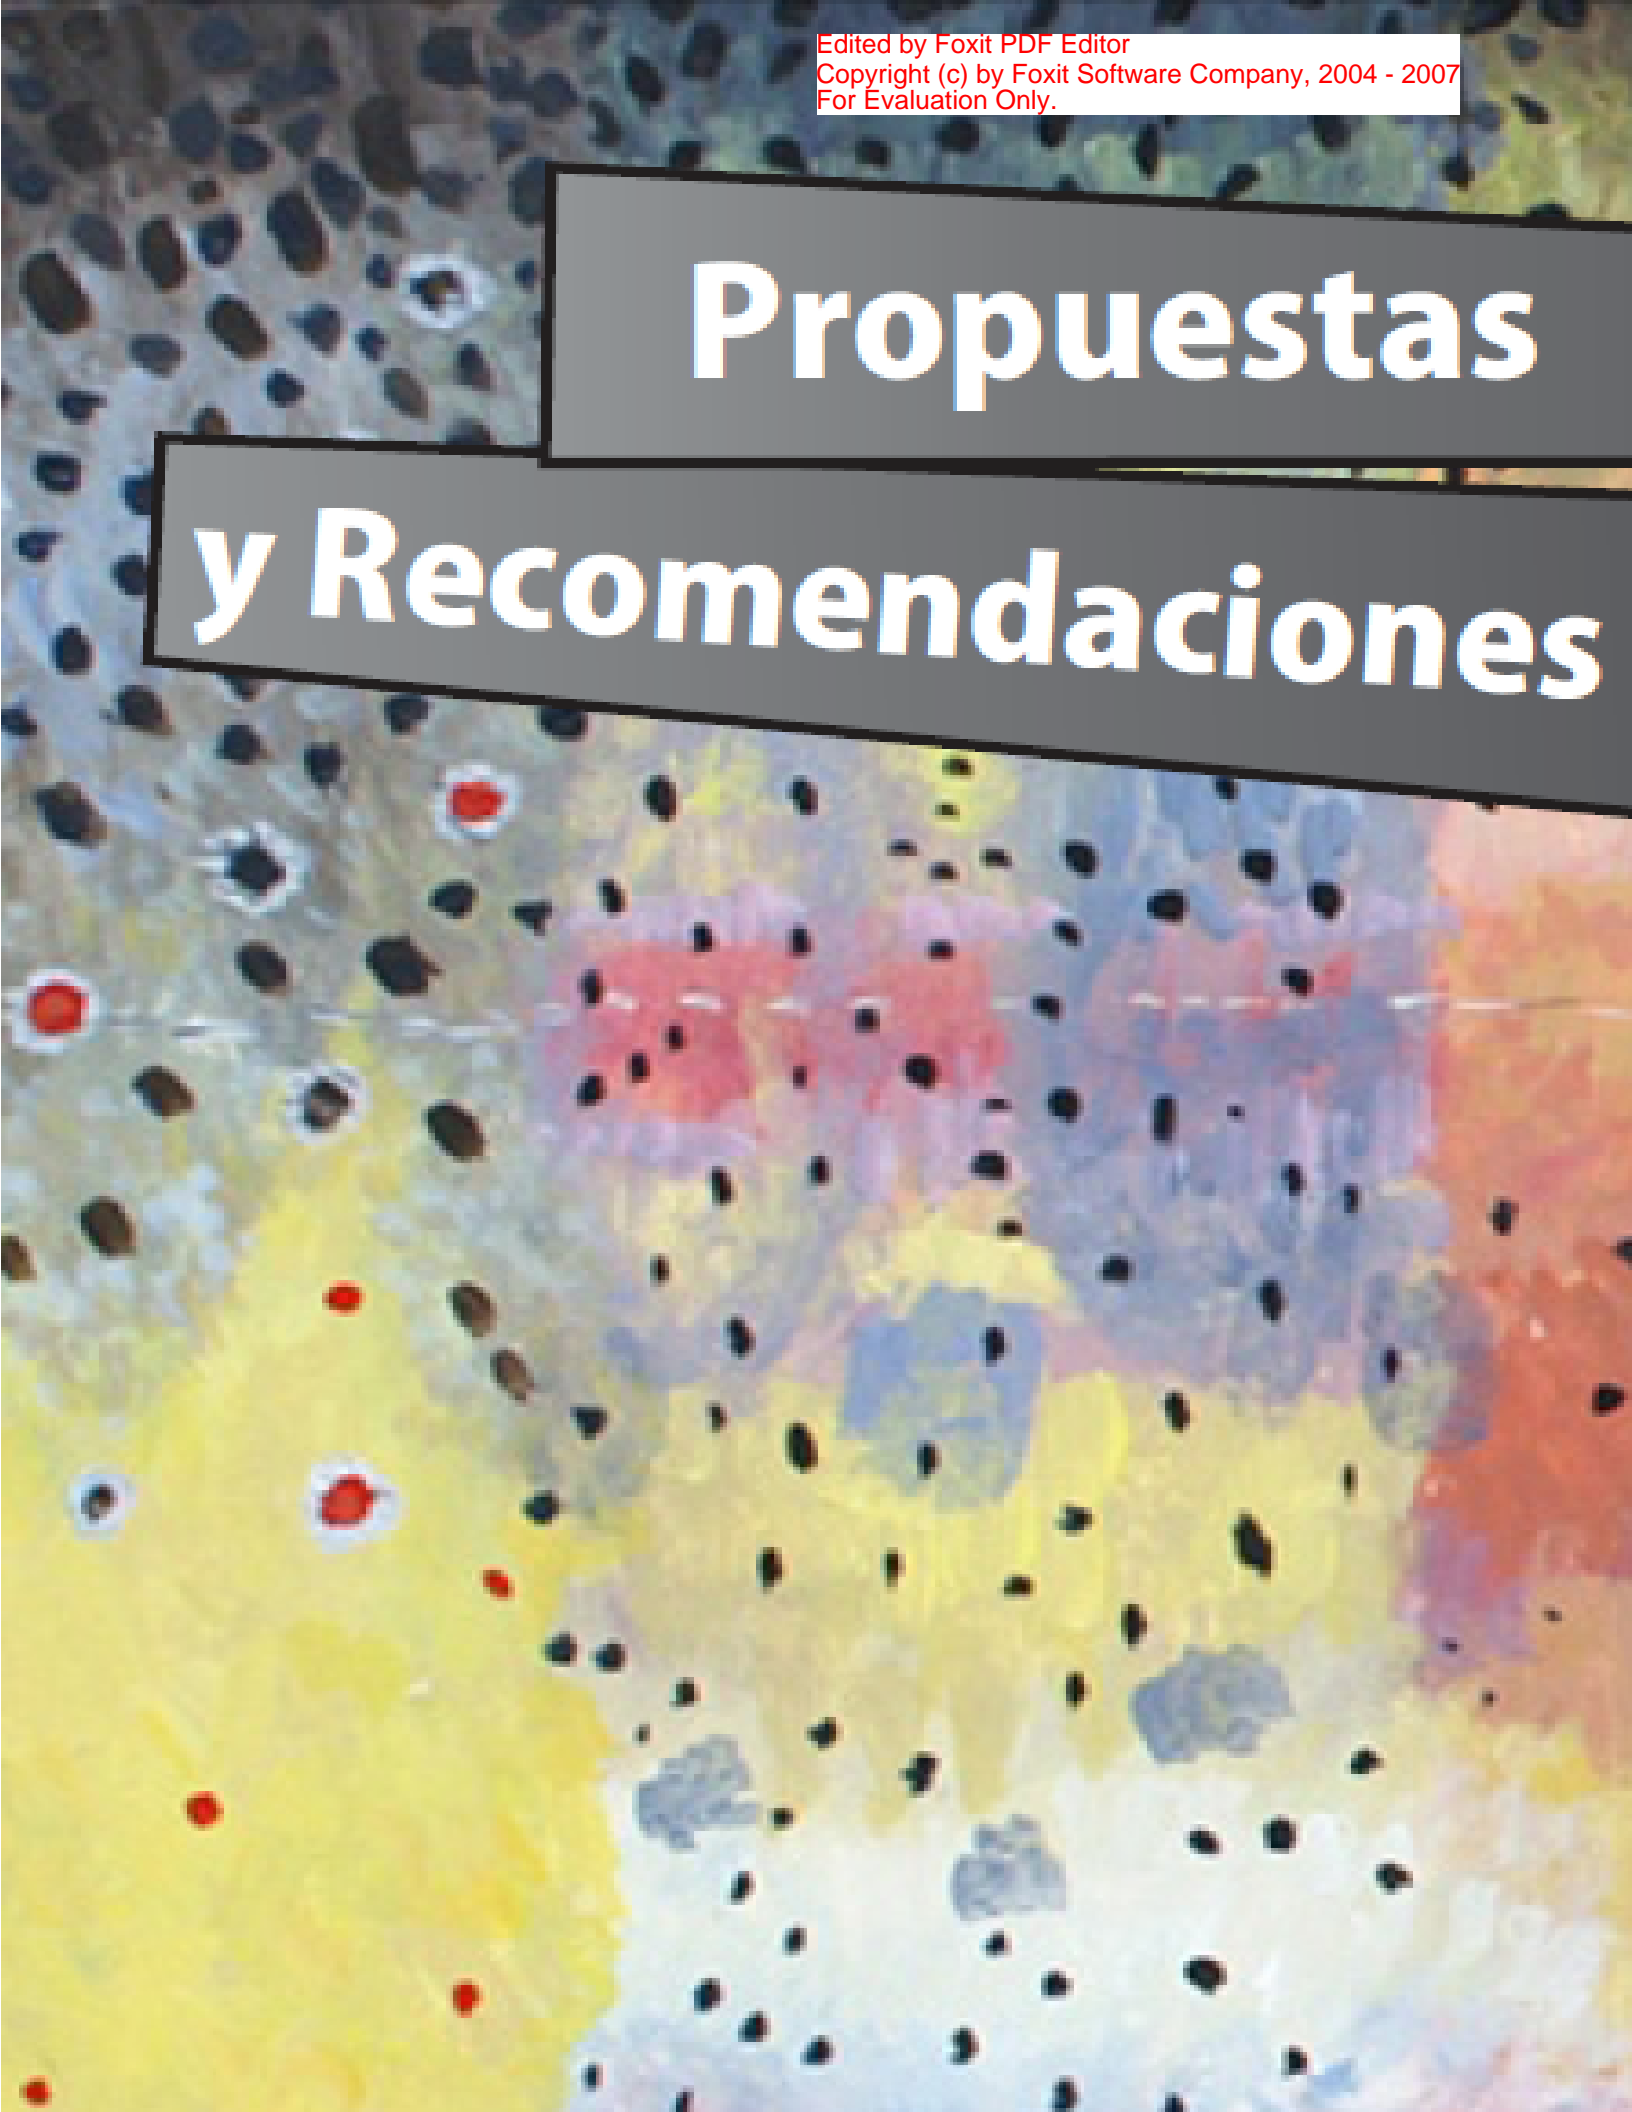 Edited by Foxit PDF Editor
Copyright (c) by Foxit Software Company, 2004 - 2007
For Evaluation Only.
Propuestas
y Recomendaciones